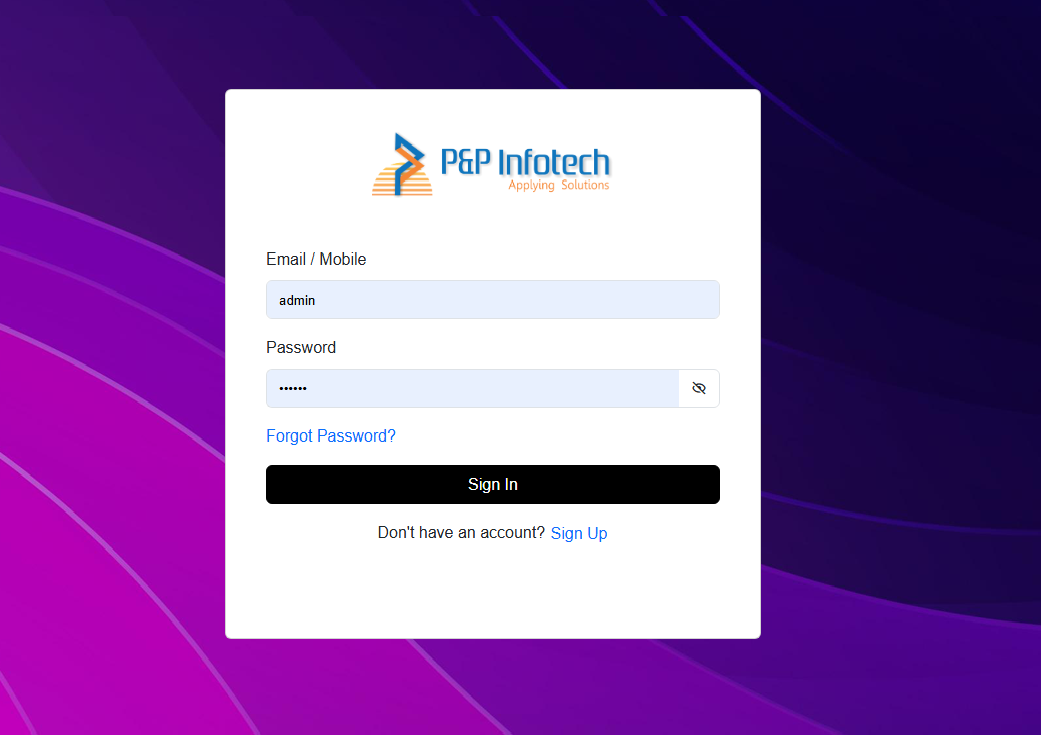 P&P Infotech
Applying Solutions
Email / Mobile
admin
Password
••••••
Forgot Password?
Sign In
Don't have an account? Sign Up